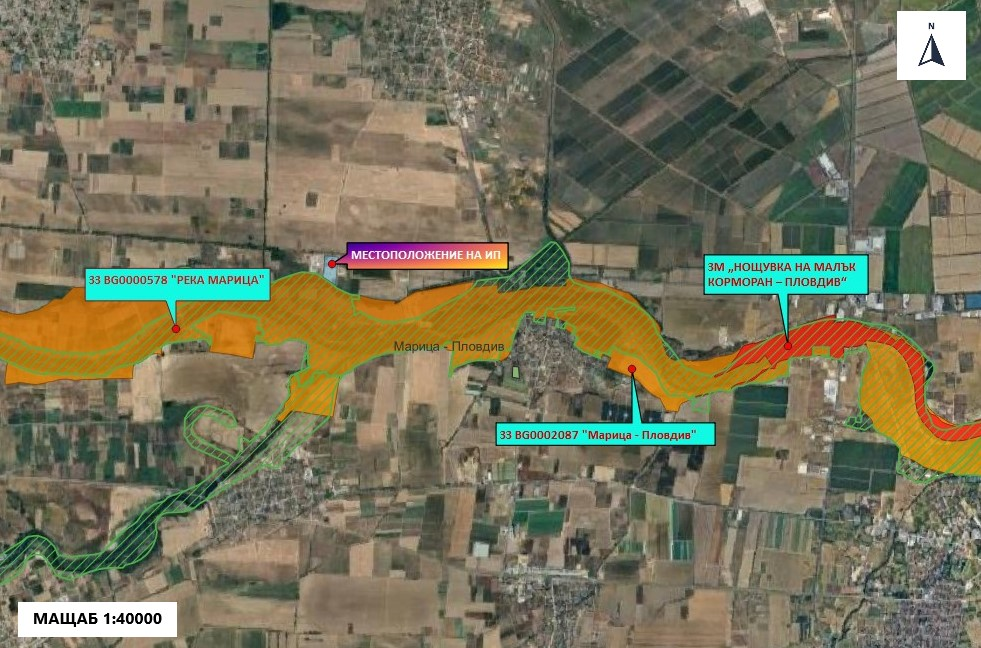 N
МЕСТОПОЛОЖЕНИЕ НА ИП
ЗЗ BG0000578 "РЕКА МАРИЦА"
ЗМ „НОЩУВКА НА МАЛЪК
КОРМОРАН – ПЛОВДИВ“
Марица - Пловдив
ЗЗ BG0002087 "Марица - Пловдив"
МАЩАБ 1:40000